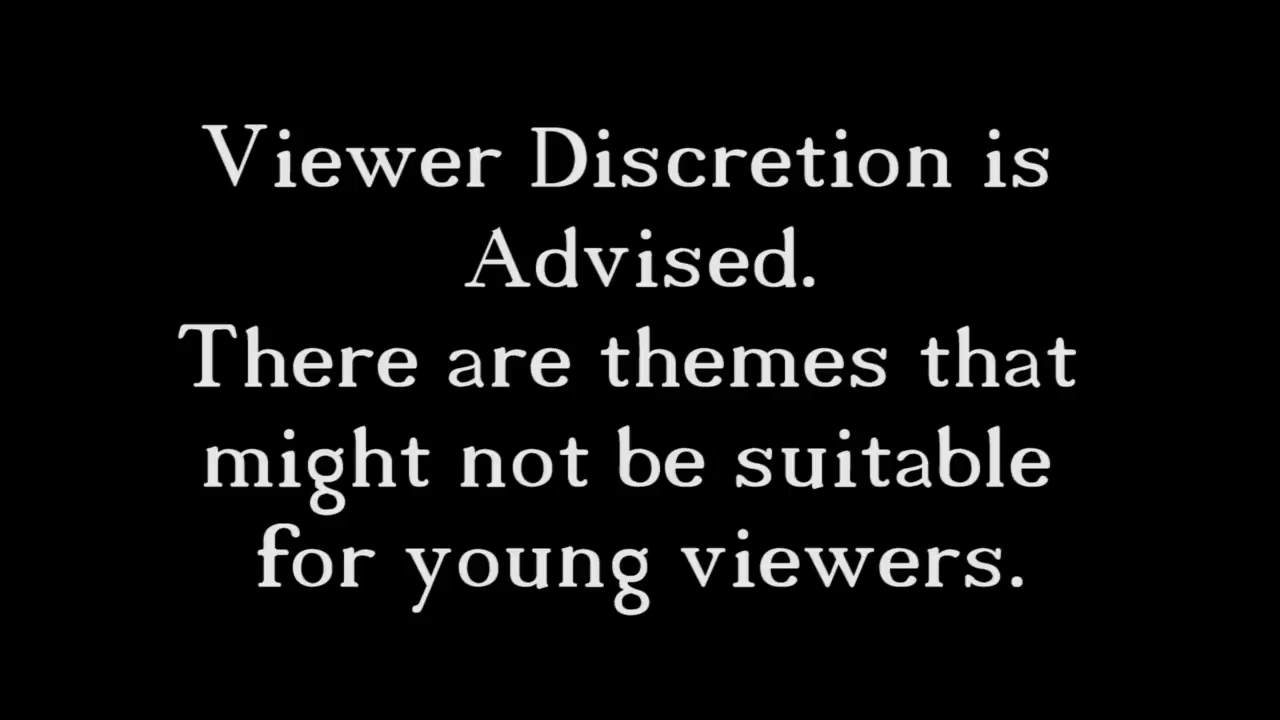 Viewer Discretion is
Advised.
There are themes that
might not be suitable
for young viewers.